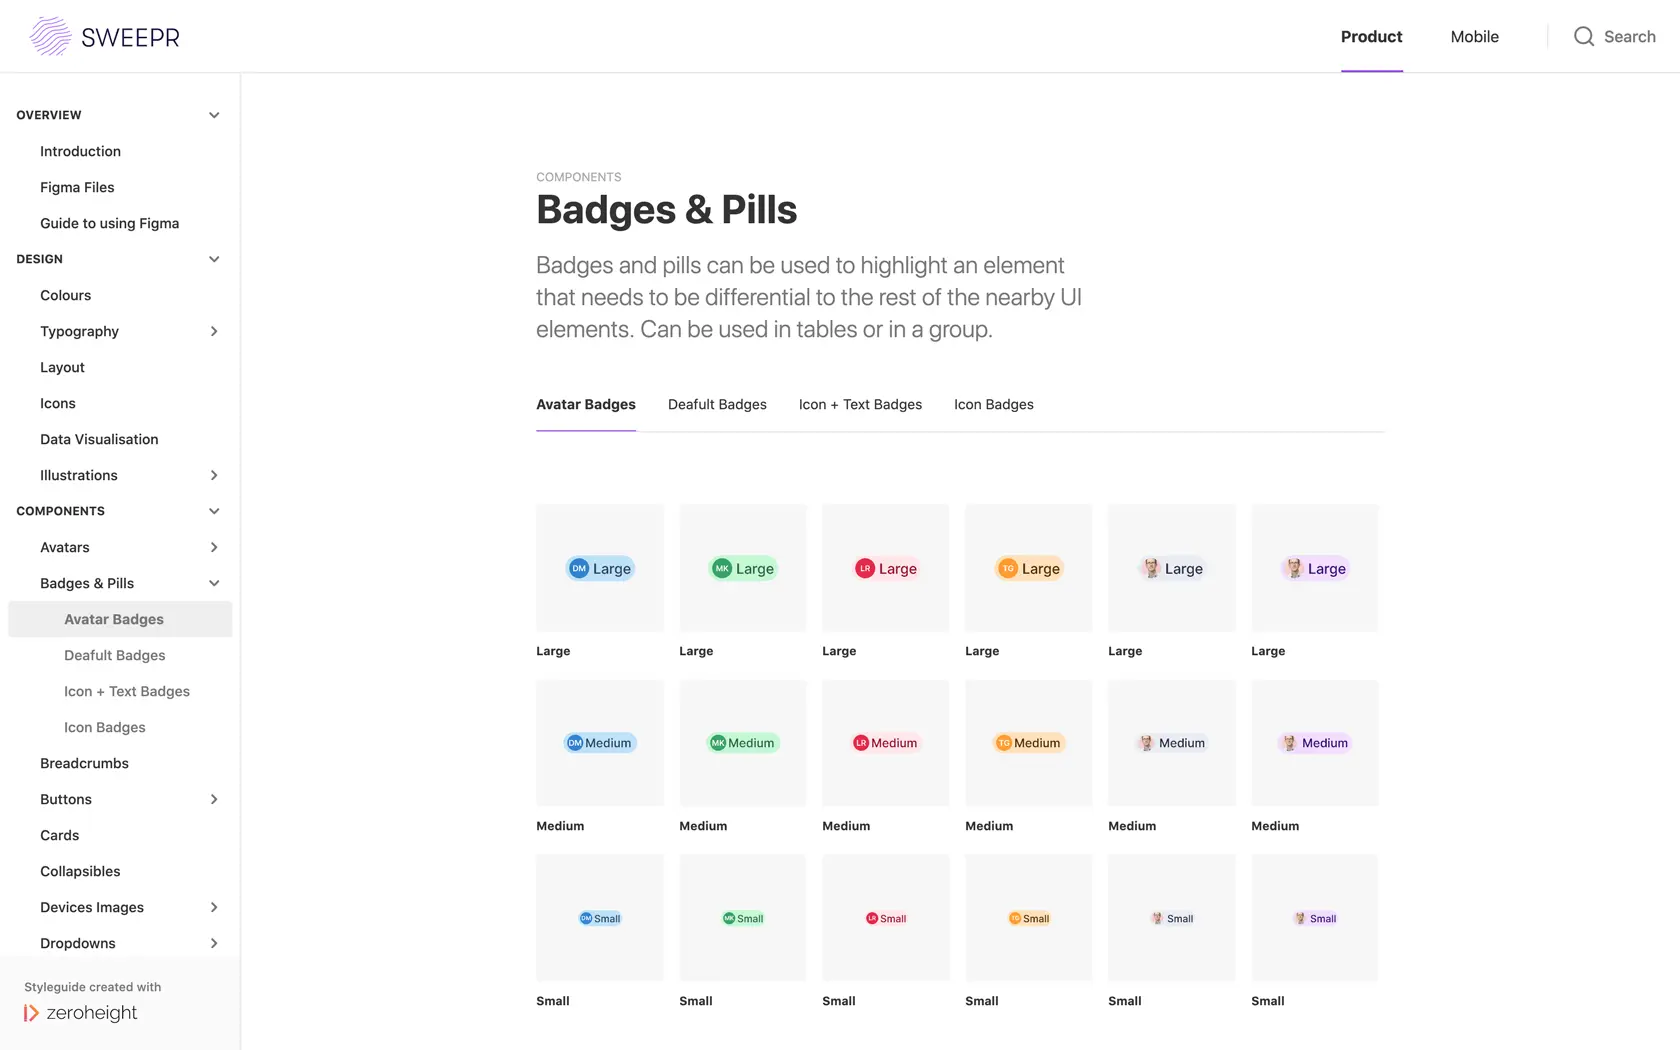 SWEEPR
Product
Mobile
Search
OVERVIEW
Introduction
Figma Files
Guide to using Figma
DESIGN
Colours
Typography
Layout
Icons
Data Visualisation
Illustrations
COMPONENTS
Avatars
Badges & Pills
Avatar Badges
Deafult Badges
Icon + Text Badges
Icon Badges
Breadcrumbs
Buttons
Cards
Collapsibles
Devices Images
Dropdowns
Styleguide created with
zeroheight
COMPONENTS
Badges & Pills
Badges and pills can be used to highlight an element
that needs to be differential to the rest of the nearby UI
elements. Can be used in tables or in a group.
Avatar Badges Deafult Badges Icon + Text Badges Icon Badges
DM Large MK Large LR Large TG Large Large Large
Large Large Large Large Large Large
DM Medium MK Medium LR Medium TG Medium Medium Medium
Medium Medium Medium Medium Medium Medium
DM Small MK Small LR Small TG Small Small Small
Small Small Small Small Small Small